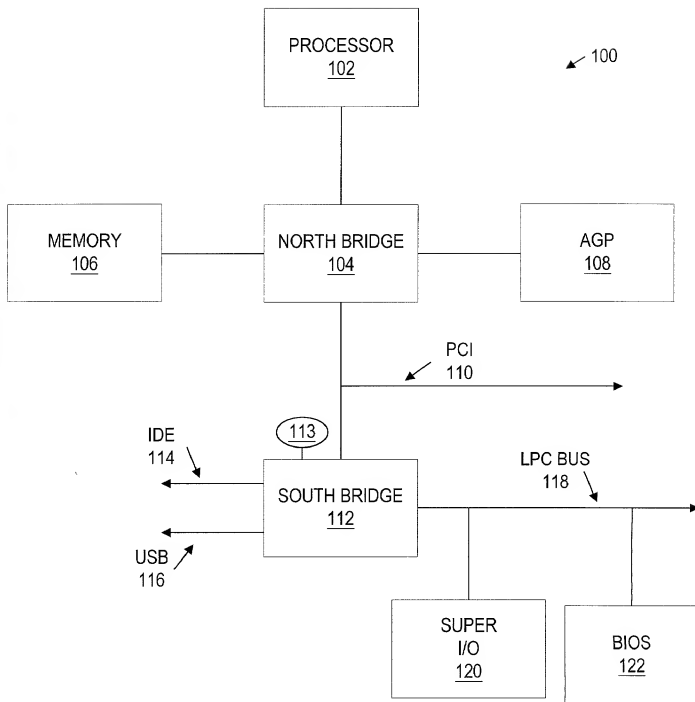 PROCESSOR
102
100
MEMORY
106
NORTH BRIDGE
104
AGP
108
PCI
110
113
IDE
114
SOUTH BRIDGE
112
LPC BUS
118
USB
116
SUPER
I/O
120
BIOS
122